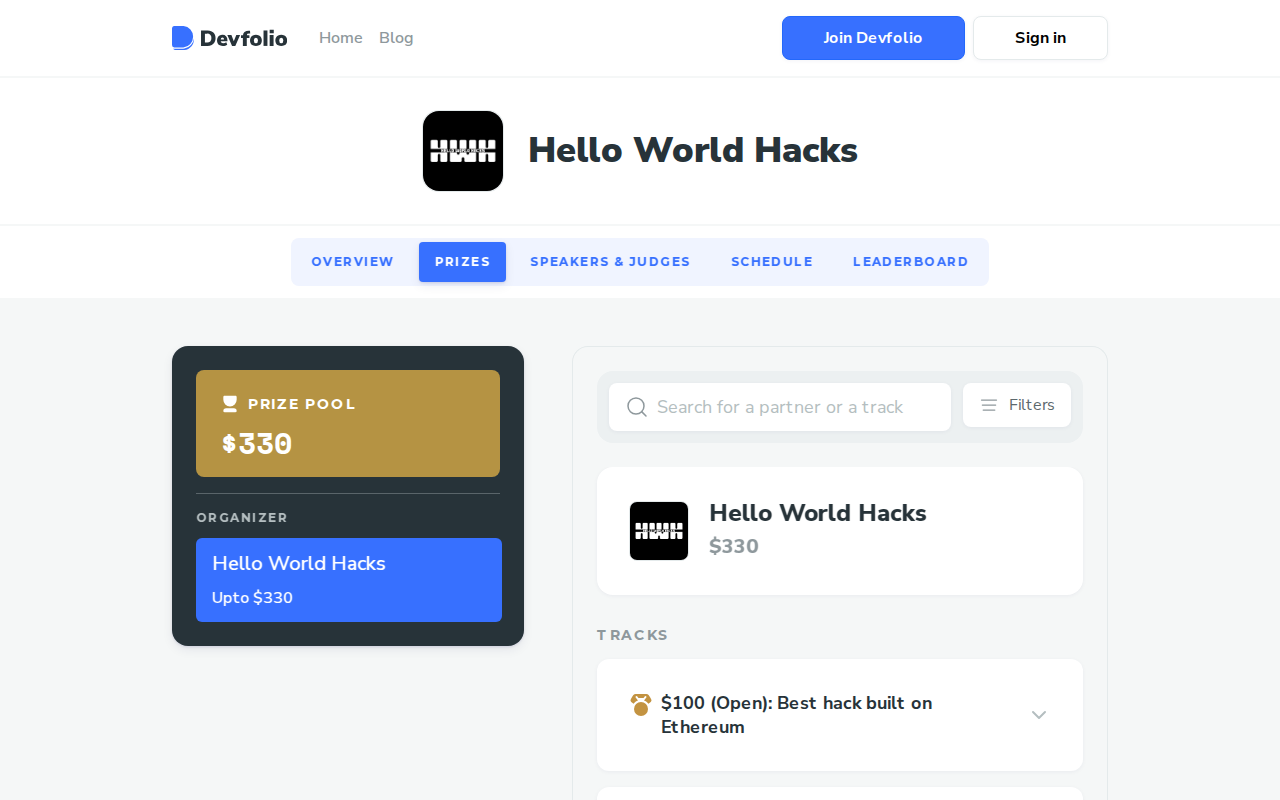 Devfolio
Home
Blog
Join Devfolio
Sign in
Hello World Hacks
OVERVIEW
PRIZES
SPEAKERS & JUDGES
SCHEDULE
LEADERBOARD
PRIZE POOL
$330
ORGANIZER
Hello World Hacks
Upto $330
Search for a partner or a track
Filters
Hello World Hacks
$330
TRACKS
$100 (Open): Best hack built on
Ethereum